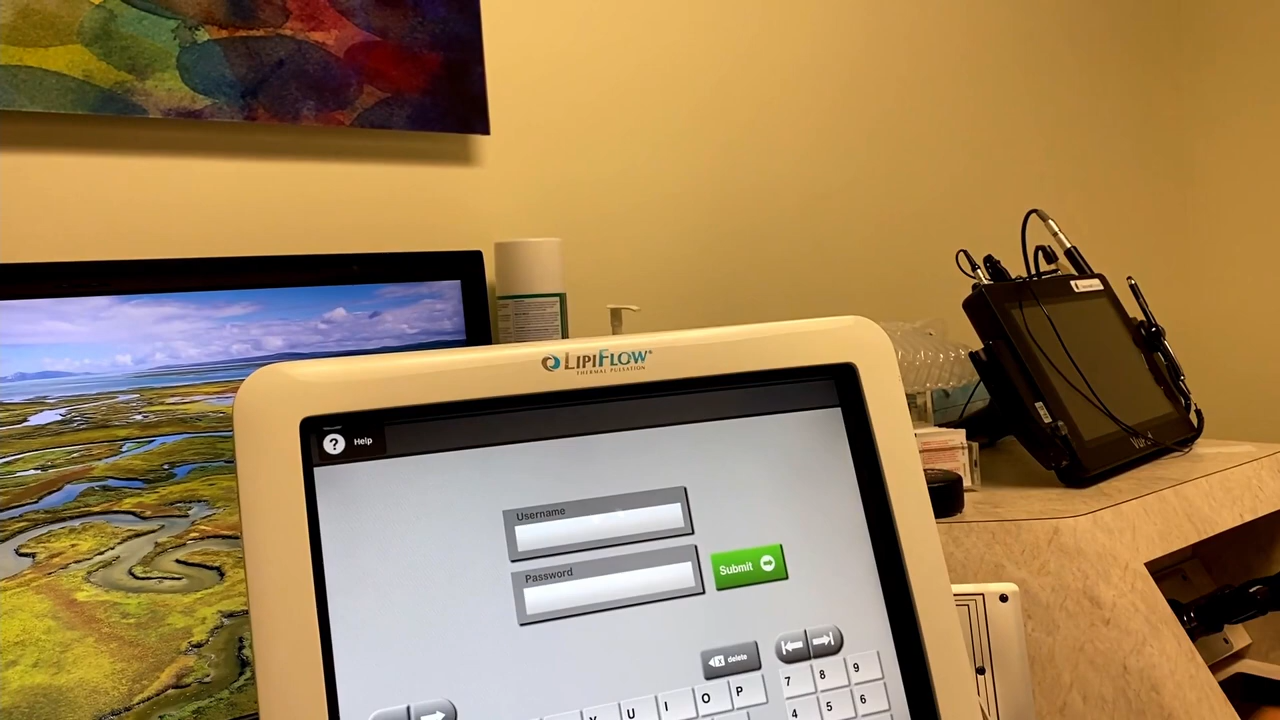 LIPIFLOW
THERMAL PULSATION
? Help
Username
Password
Submit
delete
7 8 9
U I O P
4 5 6